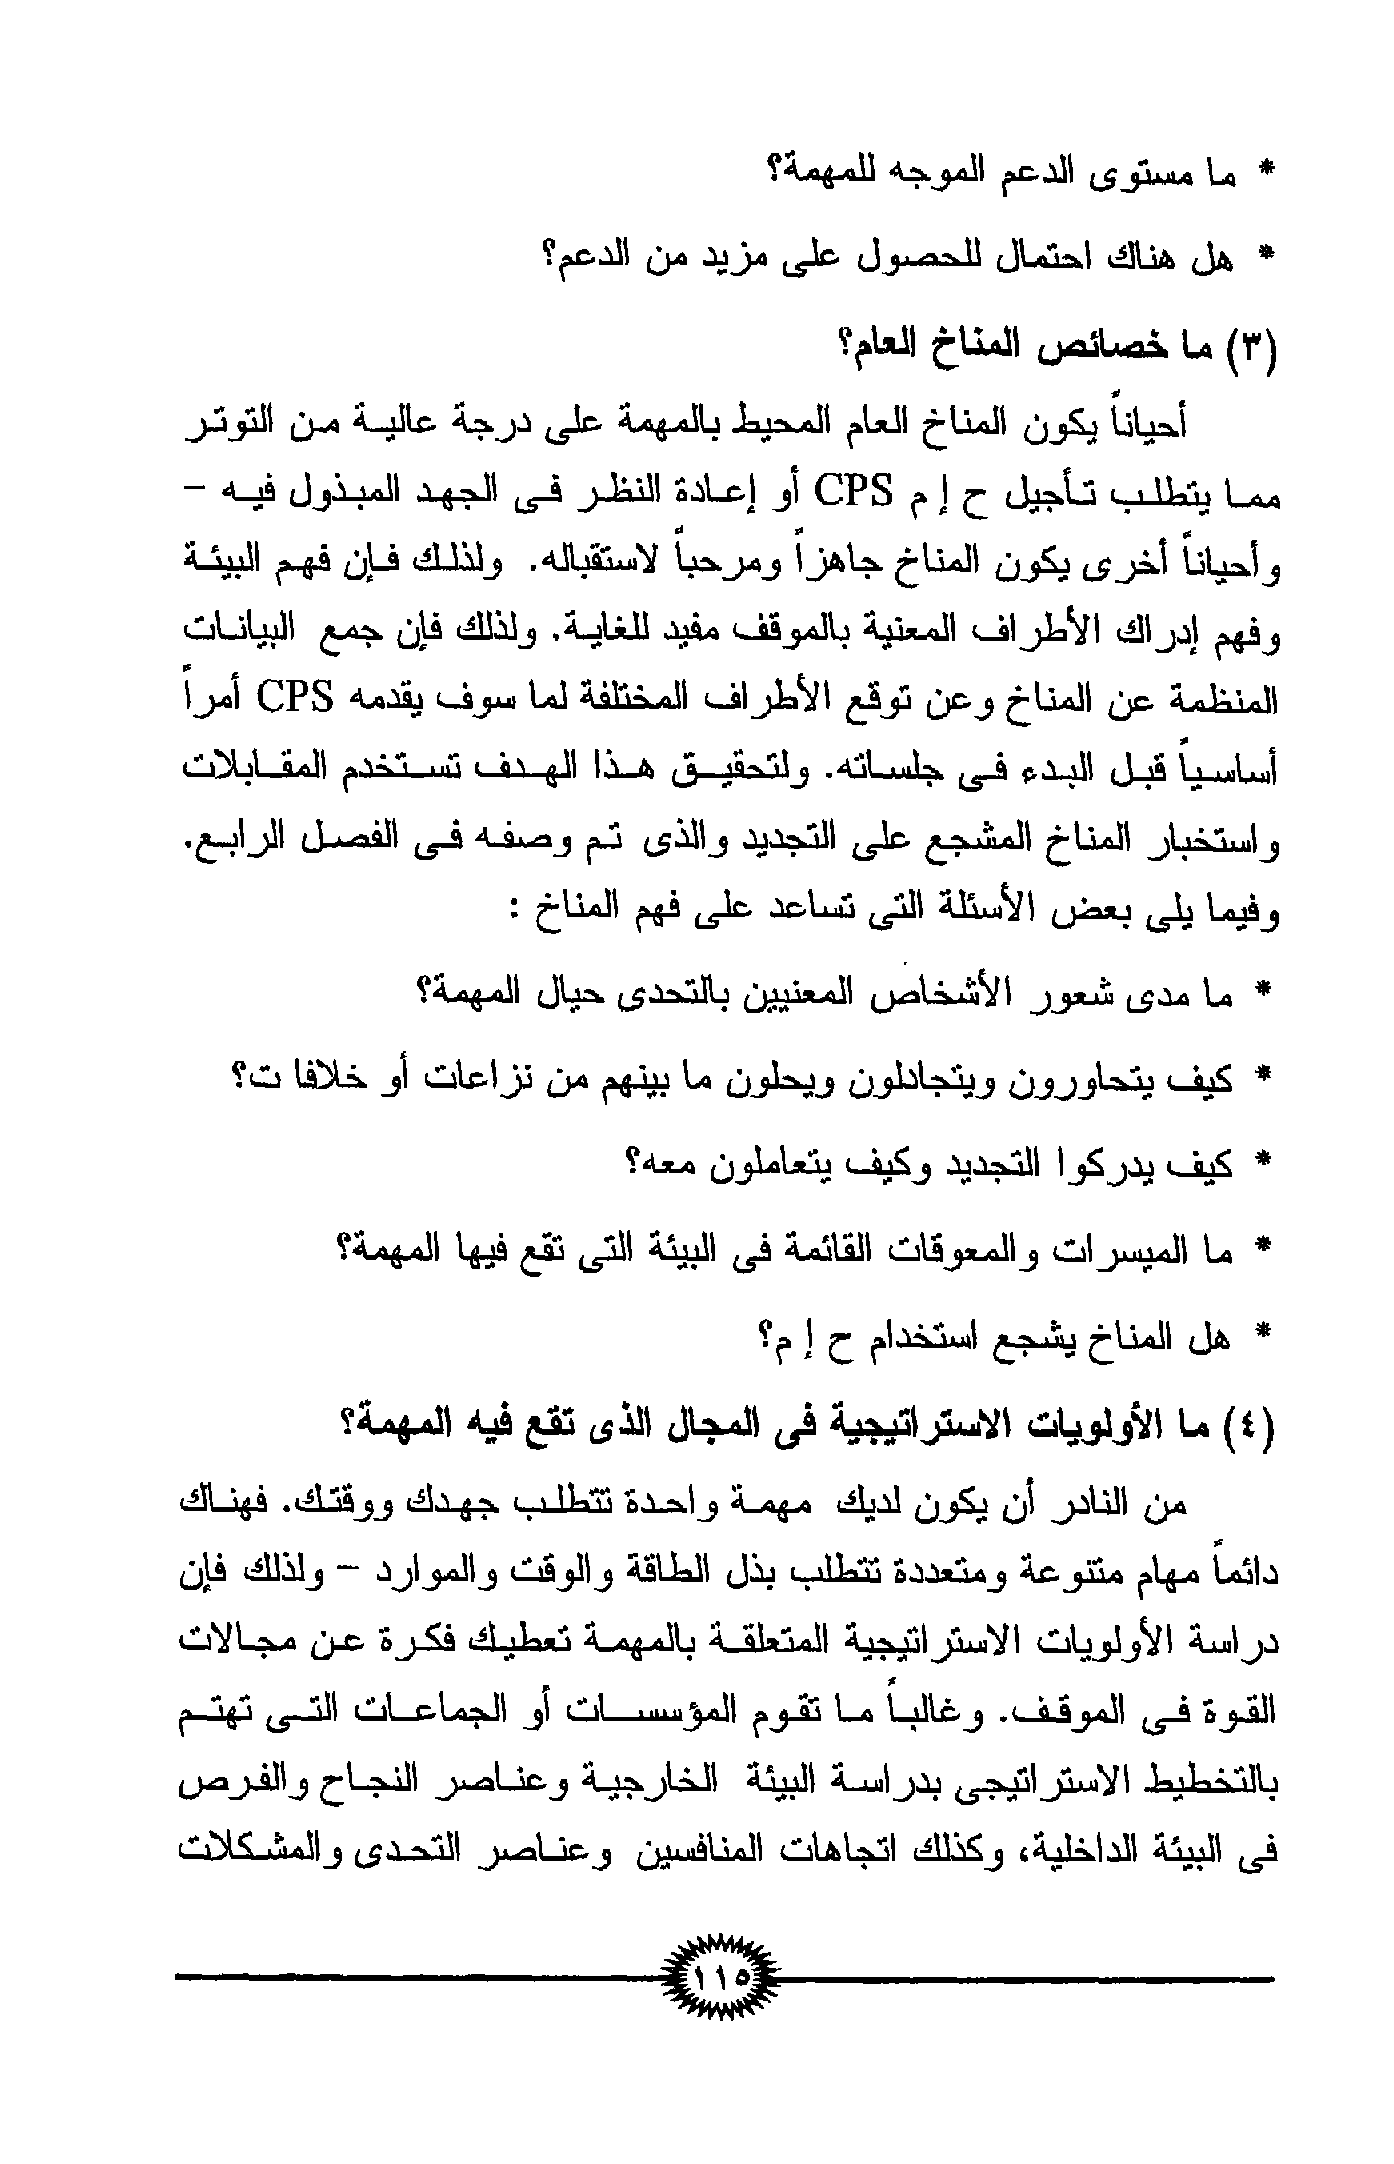 * ما مستوى الدعم الموجه للمهمة؟
* هل هناك احتمال للحصول على مزيد من الدعم؟
(٣) ما خصائص المناخ العام؟
أحياناً يكون المناخ العام المحيط بالمهمة على درجة عالية من التوتر
مما يتطلب تأجيل ح إ م CPS أو إعادة النظر فى الجهد المبذول فيه -
وأحياناً أخرى يكون المناخ جاهزاً ومرحباً لاستقباله. ولذلك فإن فهم البيئة
وفهم إدراك الأطراف المعنية بالموقف مفيد للغاية. ولذلك فإن جمع البيانات
المنظمة عن المناخ وعن توقع الأطراف المختلفة لما سوف يقدمه CPS أمراً
أساسياً قبل البدء فى جلساته. ولتحقيق هذا الهدف تستخدم المقابلات
واستخبار المناخ المشجع على التجديد والذى تم وصفه فى الفصل الرابع.
وفيما يلى بعض الأسئلة التى تساعد على فهم المناخ :
* ما مدى شعور الأشخاص المعنيين بالتحدى حيال المهمة؟
* كيف يتحاورون ويتجادلون ويحلون ما بينهم من نزاعات أو خلافا ت؟
* كيف يدركوا التجديد وكيف يتعاملون معه؟
* ما الميسرات والمعوقات القائمة فى البيئة التى تقع فيها المهمة؟
* هل المناخ يشجع استخدام ح إ م؟
(٤) ما الأولويات الاستراتيجية فى المجال الذى تقع فيه المهمة؟
من النادر أن يكون لديك مهمة واحدة تتطلب جهدك ووقتك. فهناك
دائماً مهام متنوعة ومتعددة تتطلب بذل الطاقة والوقت والموارد - ولذلك فإن
دراسة الأولويات الاستراتيجية المتعلقة بالمهمة تعطيك فكرة عن مجالات
القوة فى الموقف. وغالباً ما تقوم المؤسسات أو الجماعات التى تهتم
بالتخطيط الاستراتيجى بدراسة البيئة الخارجية وعناصر النجاح والفرص
فى البيئة الداخلية، وكذلك اتجاهات المنافسين وعناصر التحدى والمشكلات
١١٥